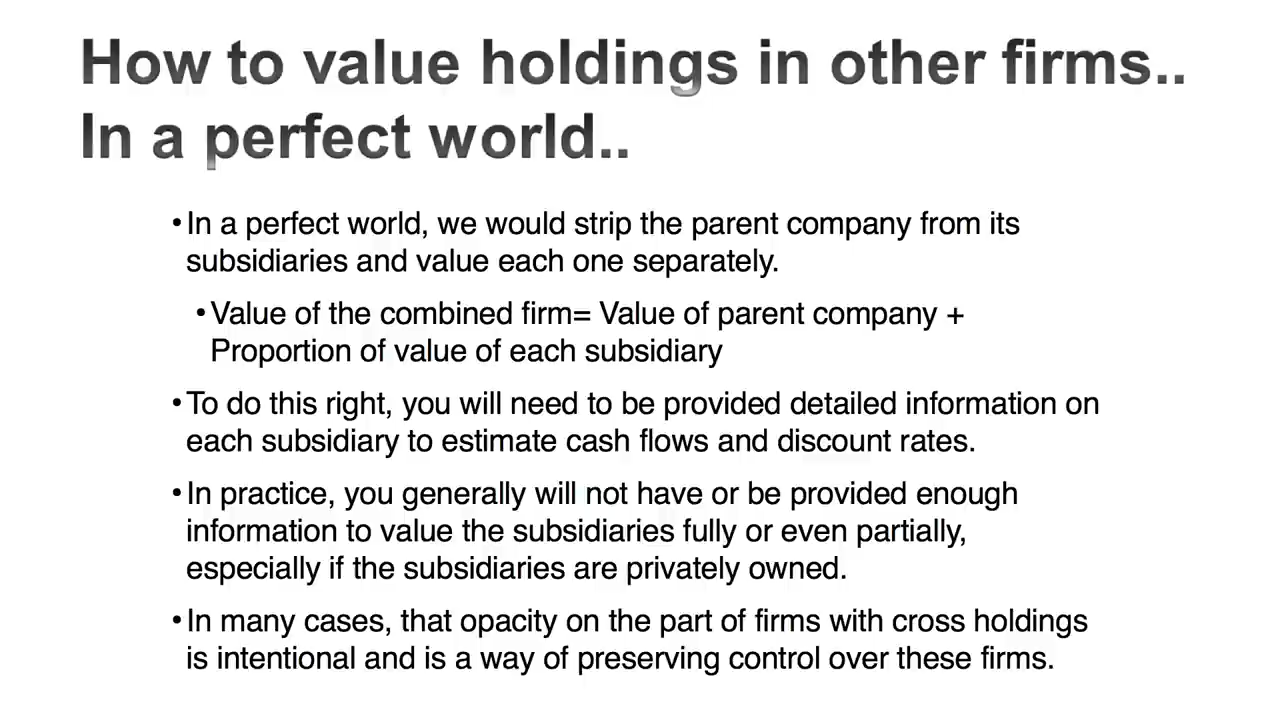 How to value holdings in other firms..
In a perfect world..
•In a perfect world, we would strip the parent company from its
subsidiaries and value each one separately.
•Value of the combined firm= Value of parent company +
Proportion of value of each subsidiary
•To do this right, you will need to be provided detailed information on
each subsidiary to estimate cash flows and discount rates.
•In practice, you generally will not have or be provided enough
information to value the subsidiaries fully or even partially,
especially if the subsidiaries are privately owned.
•In many cases, that opacity on the part of firms with cross holdings
is intentional and is a way of preserving control over these firms.